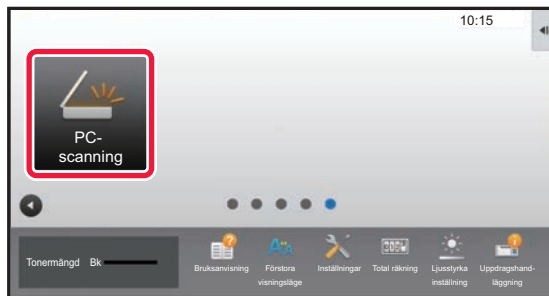 10:15
PC-
scanning
Tonermängd Bk
Bruksanvisning
Förstora
visningsläge
Inställningar
Total räkning
Ljusstyrka
inställning
Uppdragshand-
läggning